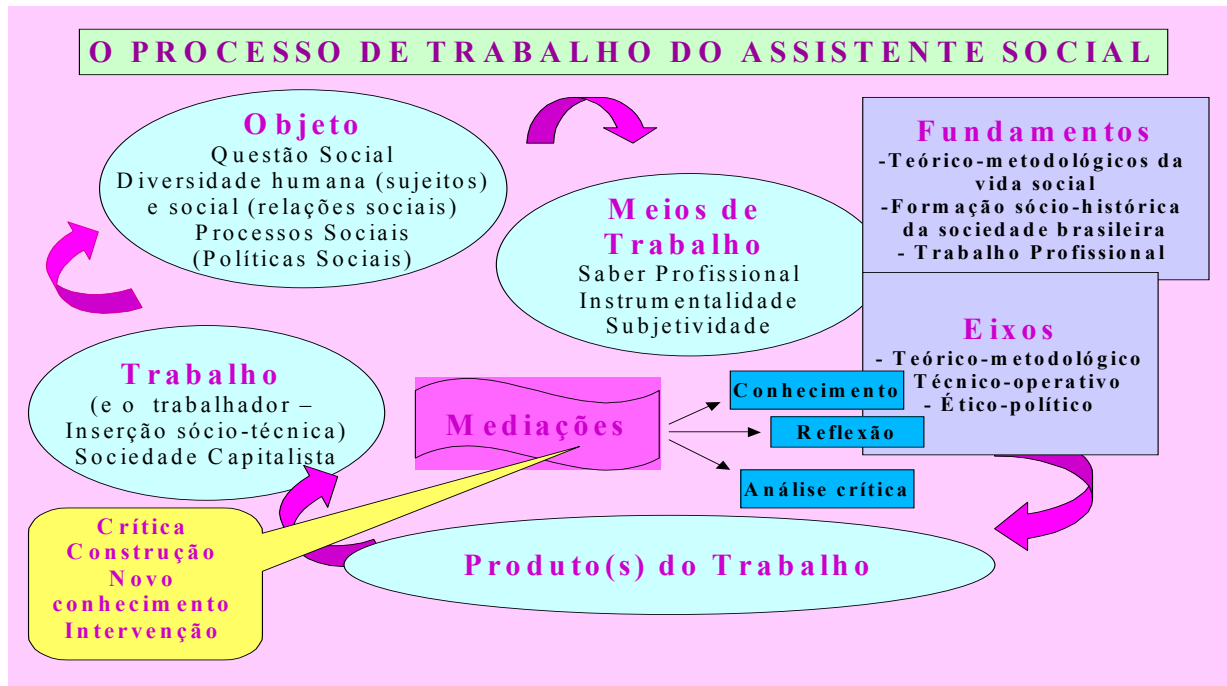 O PROCESSO DE TRABALHO DO ASSISTENTE SOCIAL
Objeto
Questão Social
Diversidade humana (sujeitos)
e social (relações sociais)
Processos Sociais
(Políticas Sociais)
Meios de
Trabalho
Saber Profissional
Instrumentalidade
Subjetividade
Fundamentos
-Teórico-metodológicos da
vida social
-Formação sócio-histórica
da sociedade brasileira
- Trabalho Profissional
Eixos
- Teórico-metodológico
Técnico-operativo
- Ético-político
Trabalho
(e o trabalhador –
Inserção sócio-técnica)
Sociedade Capitalista
Mediações
Conhecimento
Reflexão
Análise crítica
Crítica
Construção
Novo
conhecimento
Intervenção
Produto(s) do Trabalho